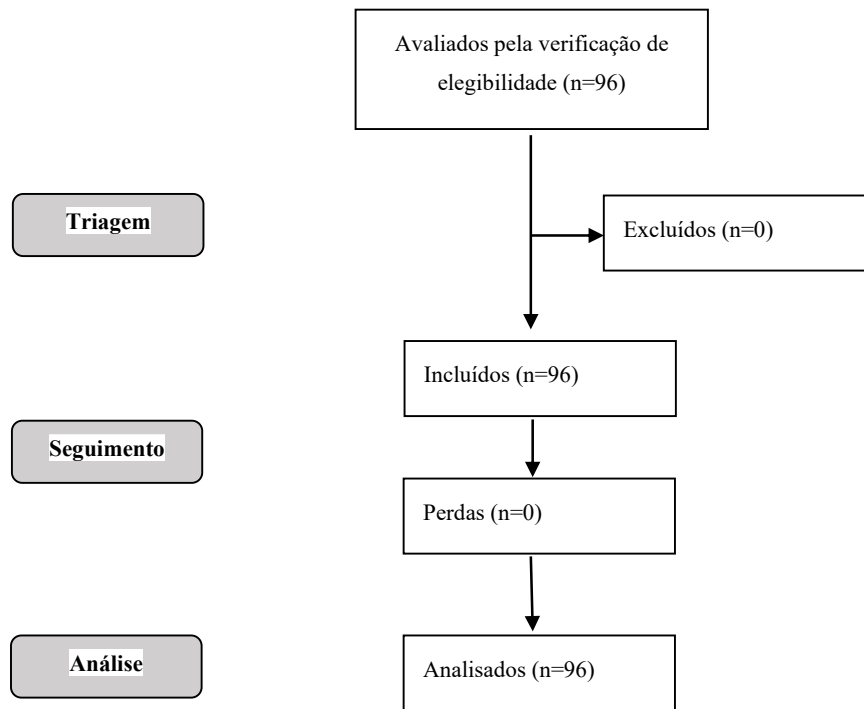 Avaliados pela verificação de
elegibilidade (n=96)
Triagem
Excluídos (n=0)
Incluídos (n=96)
Seguimento
Perdas (n=0)
Análise
Analisados (n=96)